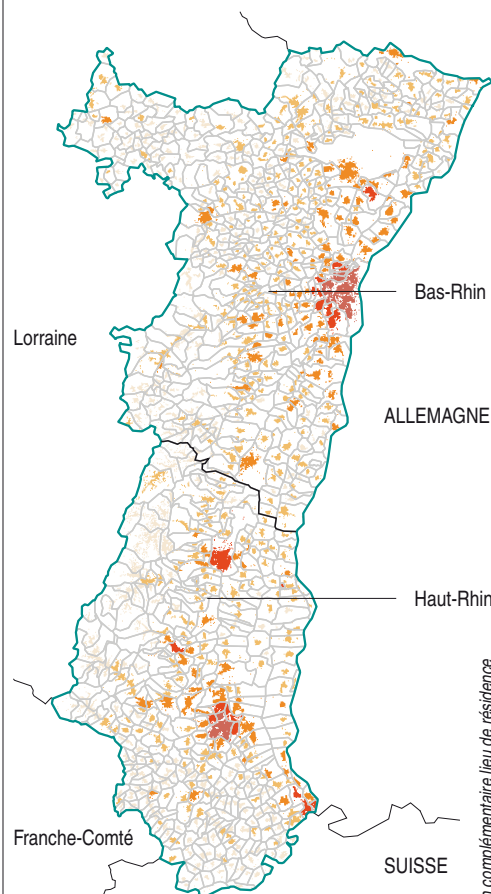 Bas-Rhin
Lorraine
ALLEMAGNE
Haut-Rhin
complémentaire lieu de résidence
Franche-Comté
SUISSE